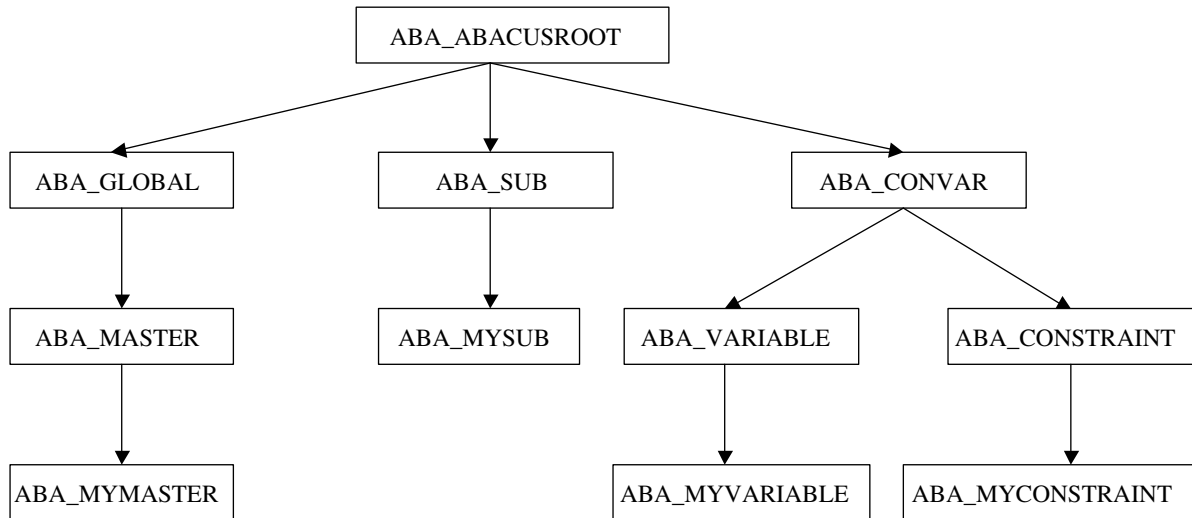 ABA_ABACUSROOT
ABA_GLOBAL
ABA_SUB
ABA_CONVAR
ABA_MASTER
ABA_MYSUB
ABA_VARIABLE
ABA_CONSTRAINT
ABA_MYMASTER
ABA_MYVARIABLE
ABA_MYCONSTRAINT